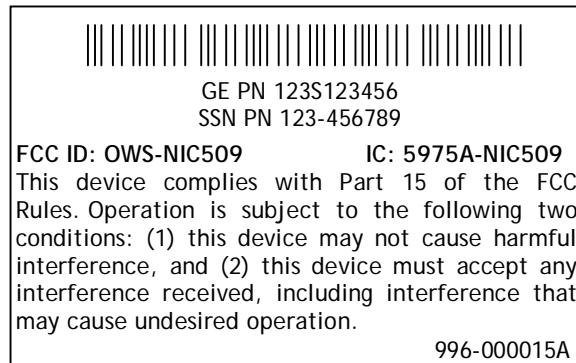 GE PN 123S123456
SSN PN 123-456789
FCC ID: OWS-NIC509 IC: 5975A-NIC509
This device complies with Part 15 of the FCC
Rules. Operation is subject to the following two
conditions: (1) this device may not cause harmful
interference, and (2) this device must accept any
interference received, including interference that
may cause undesired operation.
996-000015A